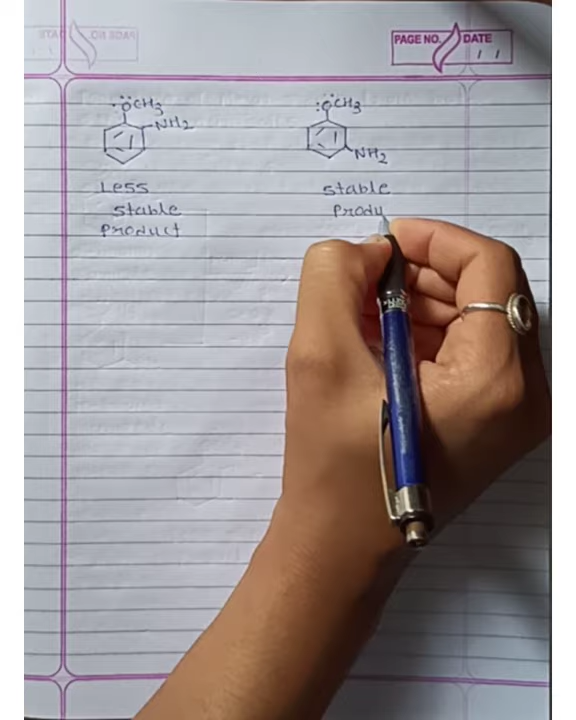 PAGE NO. DATE
/ /
:ÖCH3 :ÖCH3
NH2
NH2
Less stable
stable Produ
Product